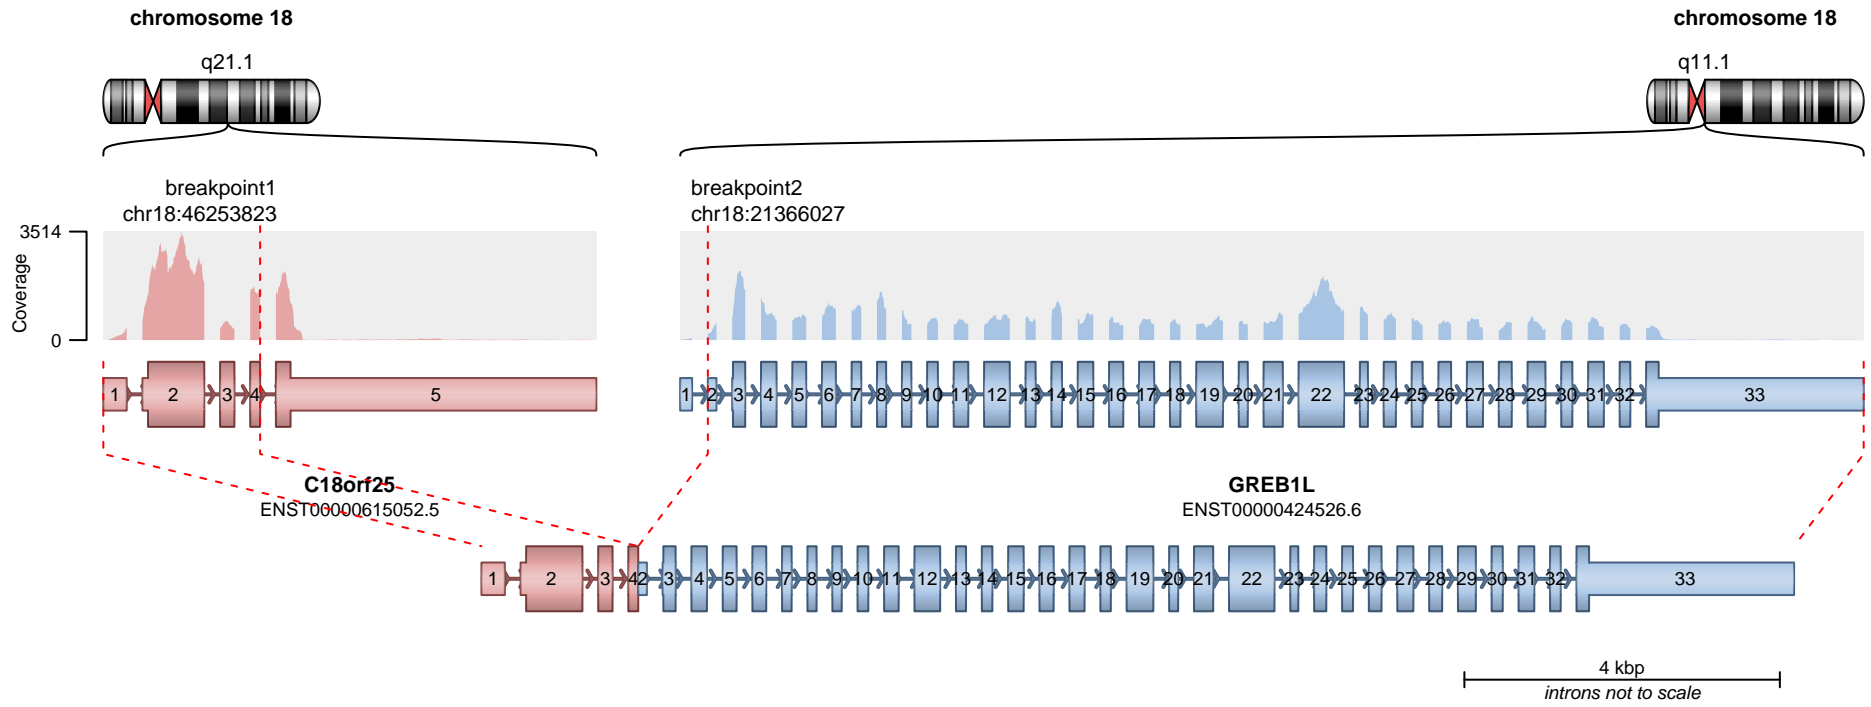 chromosome 18
chromosome 18
q21.1
q11.1
breakpoint1
chr18:46253823
breakpoint2
chr18:21366027
3514
Coverage
0
1 2 3 4 5
1 2 3 4 5 6 7 8 9 10 11 12 13 14 15 16 17 18 19 20 21 22 23 24 25 26 27 28 29 30 31 32 33
C18orf25
ENST00000615052.5
GREB1L
ENST00000424526.6
1 2 3 4 2 3 4 5 6 7 8 9 10 11 12 13 14 15 16 17 18 19 20 21 22 23 24 25 26 27 28 29 30 31 32 33
4 kbp
introns not to scale